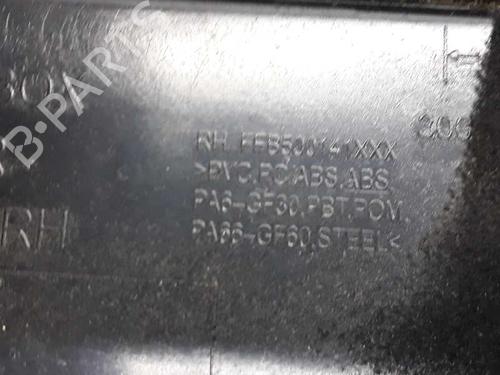 B-PARTS
RH FFB500141XXX
>PVC.PC.ABS.ABS.
PA6-GF30.PBT.POM.
PA66-GF60.STEEL<
RH